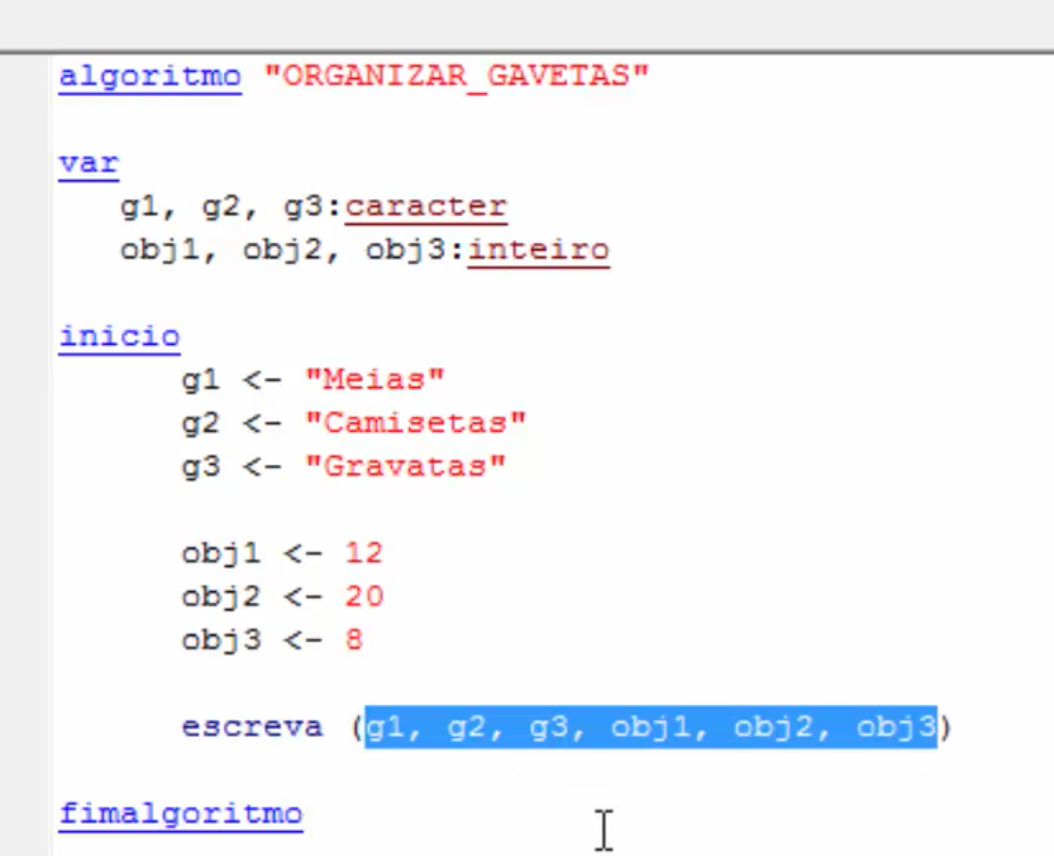 algoritmo "ORGANIZAR_GAVETAS"
var
g1, g2, g3:caracter
obj1, obj2, obj3:inteiro
inicio
g1 <- "Meias"
g2 <- "Camisetas"
g3 <- "Gravatas"
obj1 <- 12
obj2 <- 20
obj3 <- 8
escreva (g1, g2, g3, obj1, obj2, obj3)
fimalgoritmo